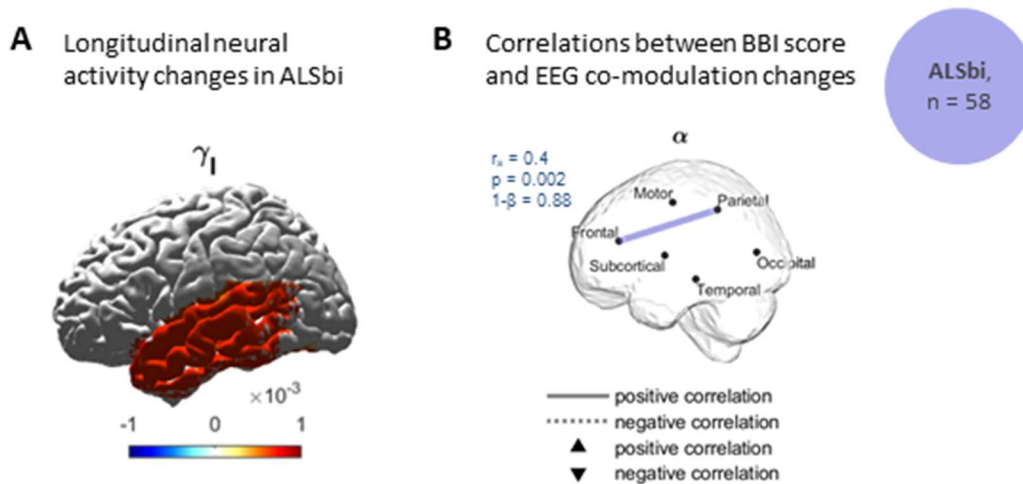 A
Longitudinal neural
activity changes in ALSbi
γI
×10-3
-1 0 1
B
Correlations between BBI score
and EEG co-modulation changes
ALSbi,
n = 58
α
rs = 0.4
p = 0.002
1-β = 0.88
Motor
Parietal
Frontal
Subcortical
Occipital
Temporal
positive correlation
negative correlation
positive correlation
negative correlation